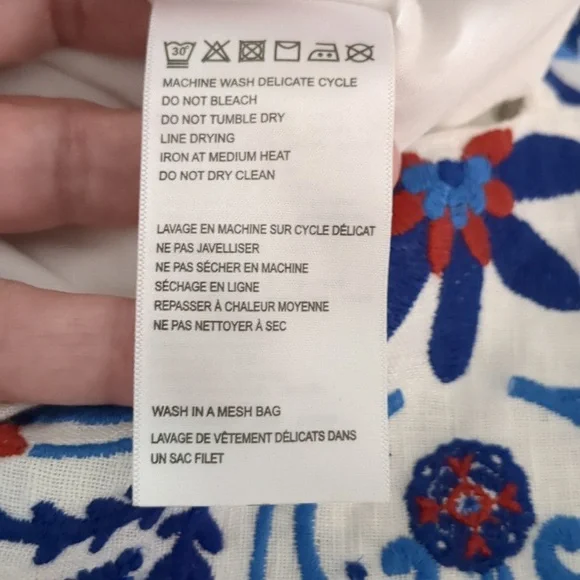 30°
MACHINE WASH DELICATE CYCLE
DO NOT BLEACH
DO NOT TUMBLE DRY
LINE DRYING
IRON AT MEDIUM HEAT
DO NOT DRY CLEAN
LAVAGE EN MACHINE SUR CYCLE DÉLICAT
NE PAS JAVELLISER
NE PAS SÉCHER EN MACHINE
SÉCHAGE EN LIGNE
REPASSER À CHALEUR MOYENNE
NE PAS NETTOYER À SEC
WASH IN A MESH BAG
LAVAGE DE VÊTEMENT DÉLICATS DANS
UN SAC FILET